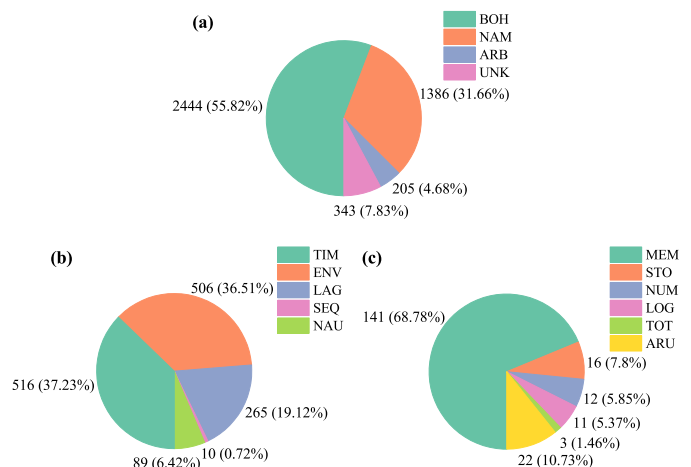 (a)
BOH
NAM
ARB
UNK
2444 (55.82%)
1386 (31.66%)
205 (4.68%)
343 (7.83%)
(b)
TIM
ENV
LAG
SEQ
NAU
506 (36.51%)
516 (37.23%)
265 (19.12%)
10 (0.72%)
89 (6.42%)
(c)
MEM
STO
NUM
LOG
TOT
ARU
141 (68.78%)
16 (7.8%)
12 (5.85%)
11 (5.37%)
3 (1.46%)
22 (10.73%)